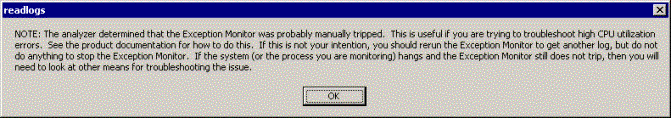 readlogs
NOTE: The analyzer determined that the Exception Monitor was probably manually tripped.  This is useful if you are trying to troubleshoot high CPU utilization
errors.  See the product documentation for how to do this.  If this is not your intention, you should rerun the Exception Monitor to get another log, but do not
do anything to stop the Exception Monitor.  If the system (or the process you are monitoring) hangs and the Exception Monitor still does not trip, then you will
need to look at other means for troubleshooting the issue.
OK